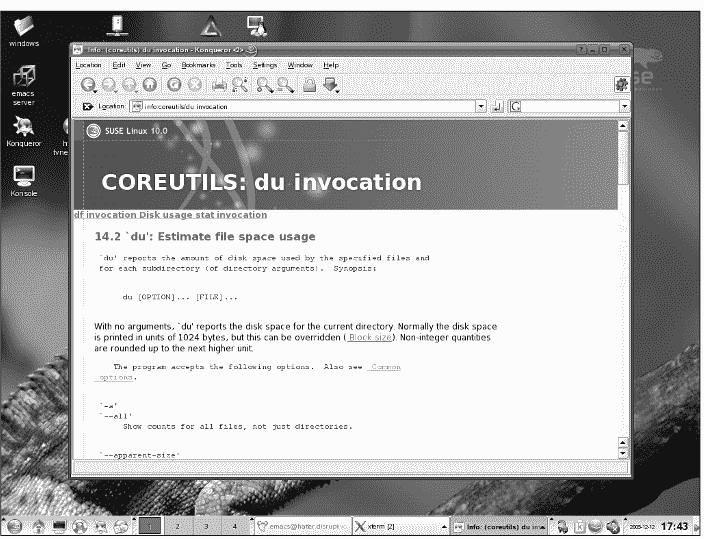 windows
emacs
server
Konqueror
Konsole
Info: (coreutils) du invocation - Konqueror <2>
Location Edit View Go Bookmarks Tools Settings Window Help
Location: info:coreutils/du invocation
SUSE Linux 10.0
COREUTILS: du invocation
df invocation Disk usage stat invocation
14.2 `du': Estimate file space usage
`du' reports the amount of disk space used by the specified files and
for each subdirectory (of directory arguments). Synopsis:
du [OPTION]... [FILE]...
With no arguments, `du' reports the disk space for the current directory. Normally the disk space
is printed in units of 1024 bytes, but this can be overridden ( Block size). Non-integer quantities
are rounded up to the next higher unit.
The program accepts the following options. Also see Common
options.
`-a'
`--all'
Show counts for all files, not just directories.
`--apparent-size'
1 2 3 4
emacs@hater.disruptiv
xterm [2]
Info: (coreutils) du inv
2005-12-12 17:43